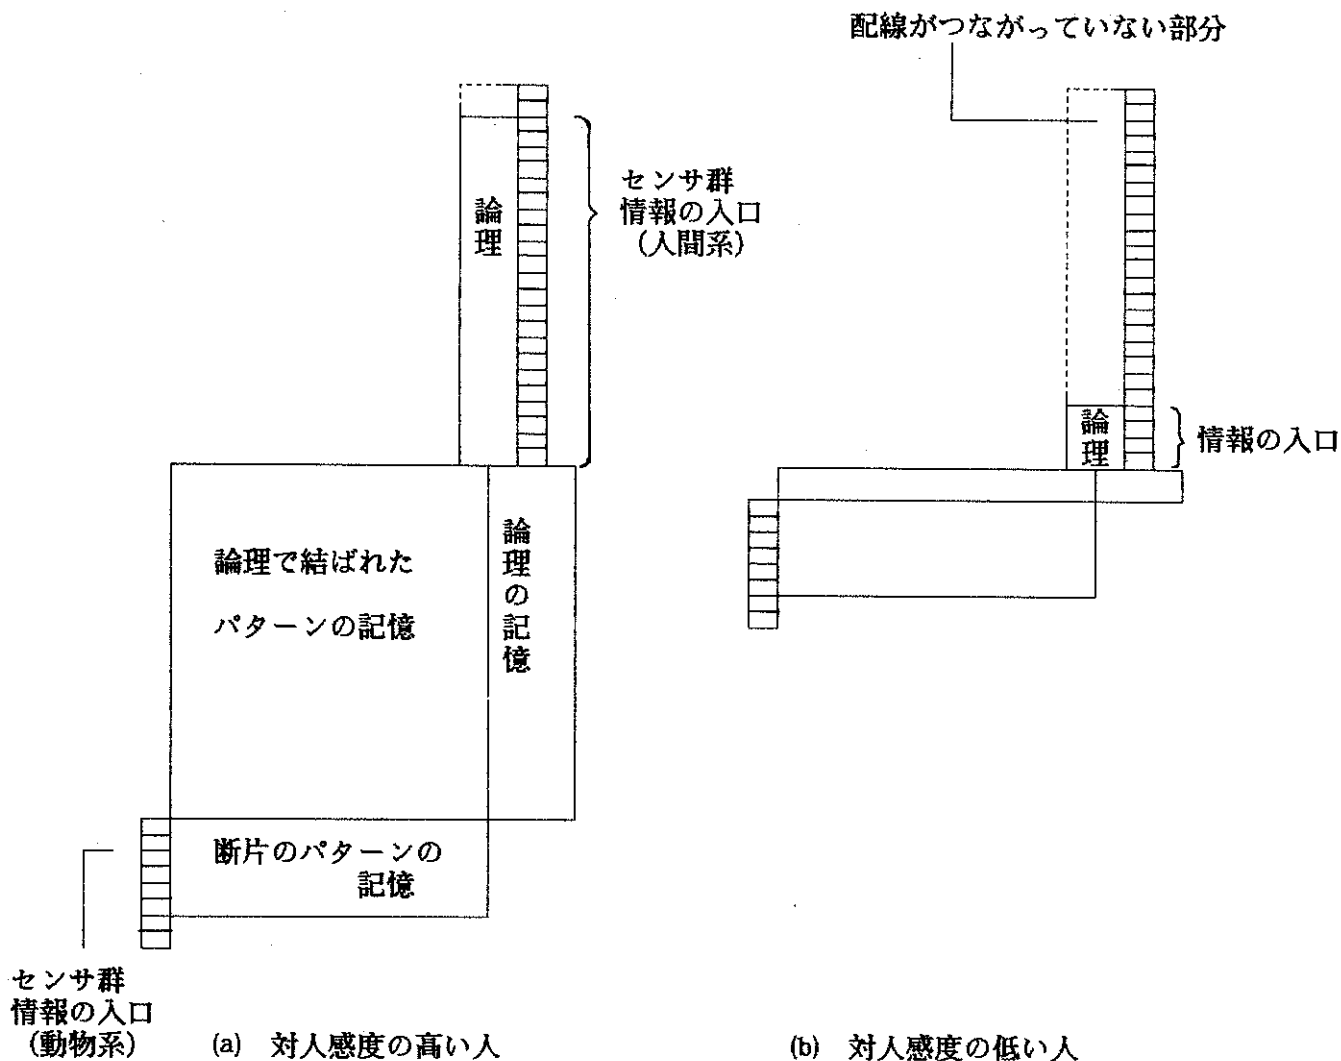 配線がつながっていない部分
論理
センサ群
情報の入口
(人間系)
論理
情報の入口
論理で結ばれた
パターンの記憶
論理の記憶
断片のパターンの
記憶
センサ群
情報の入口
(動物系)
(a) 対人感度の高い人
(b) 対人感度の低い人